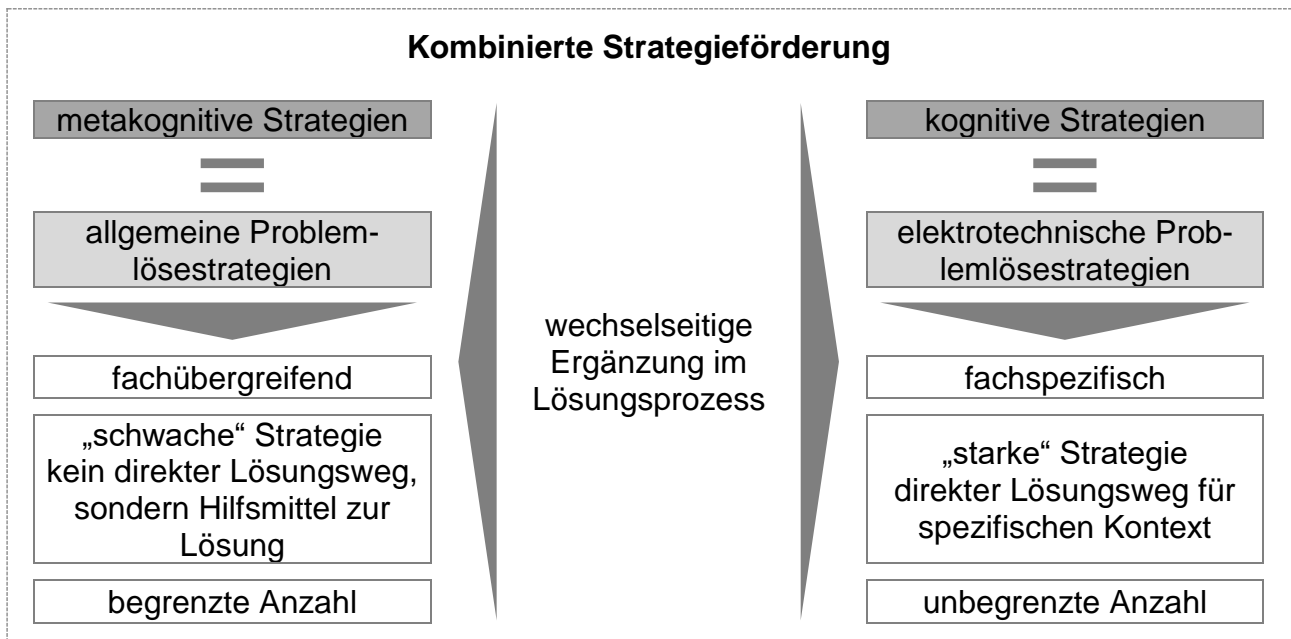 Kombinierte Strategieförderung
metakognitive Strategien
allgemeine Problem-
lösestrategien
fachübergreifend
„schwache“ Strategie
kein direkter Lösungsweg,
sondern Hilfsmittel zur
Lösung
begrenzte Anzahl
wechselseitige
Ergänzung im
Lösungsprozess
kognitive Strategien
elektrotechnische Prob-
lemlösestrategien
fachspezifisch
„starke“ Strategie
direkter Lösungsweg für
spezifischen Kontext
unbegrenzte Anzahl